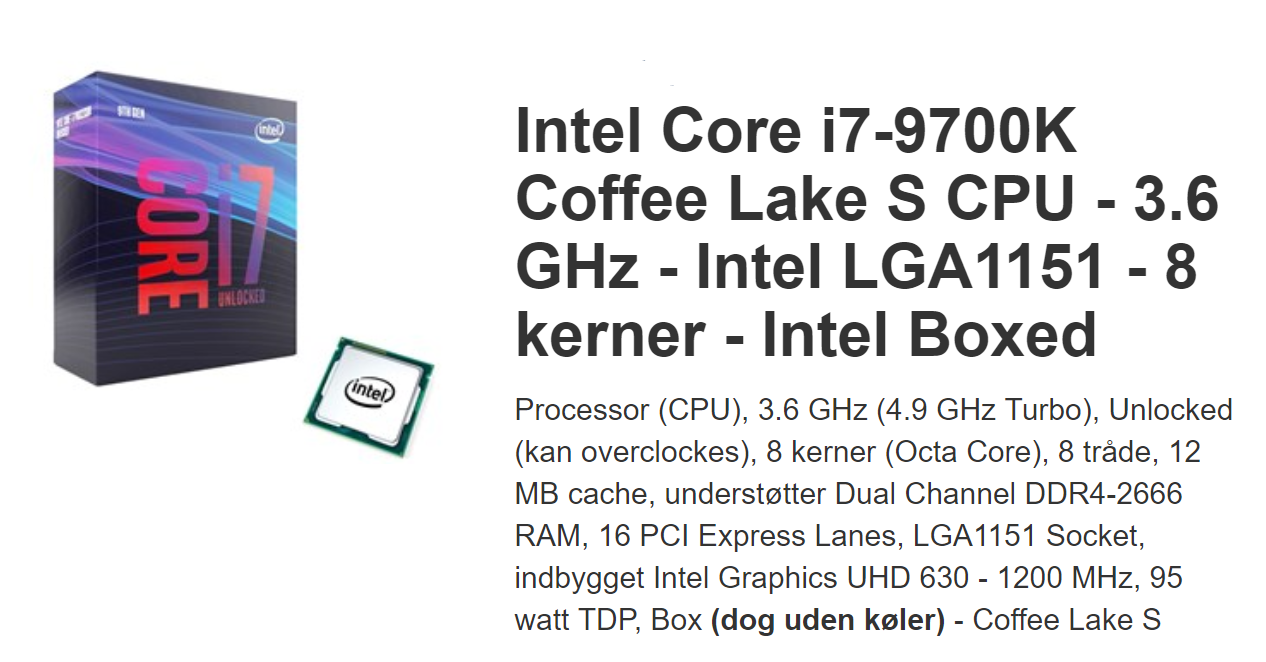 9TH GEN
intel
CORE i7
UNLOCKED
intel
Intel Core i7-9700K
Coffee Lake S CPU - 3.6
GHz - Intel LGA1151 - 8
kerner - Intel Boxed
Processor (CPU), 3.6 GHz (4.9 GHz Turbo), Unlocked
(kan overclockes), 8 kerner (Octa Core), 8 tråde, 12
MB cache, understøtter Dual Channel DDR4-2666
RAM, 16 PCI Express Lanes, LGA1151 Socket,
indbygget Intel Graphics UHD 630 - 1200 MHz, 95
watt TDP, Box (dog uden køler) - Coffee Lake S